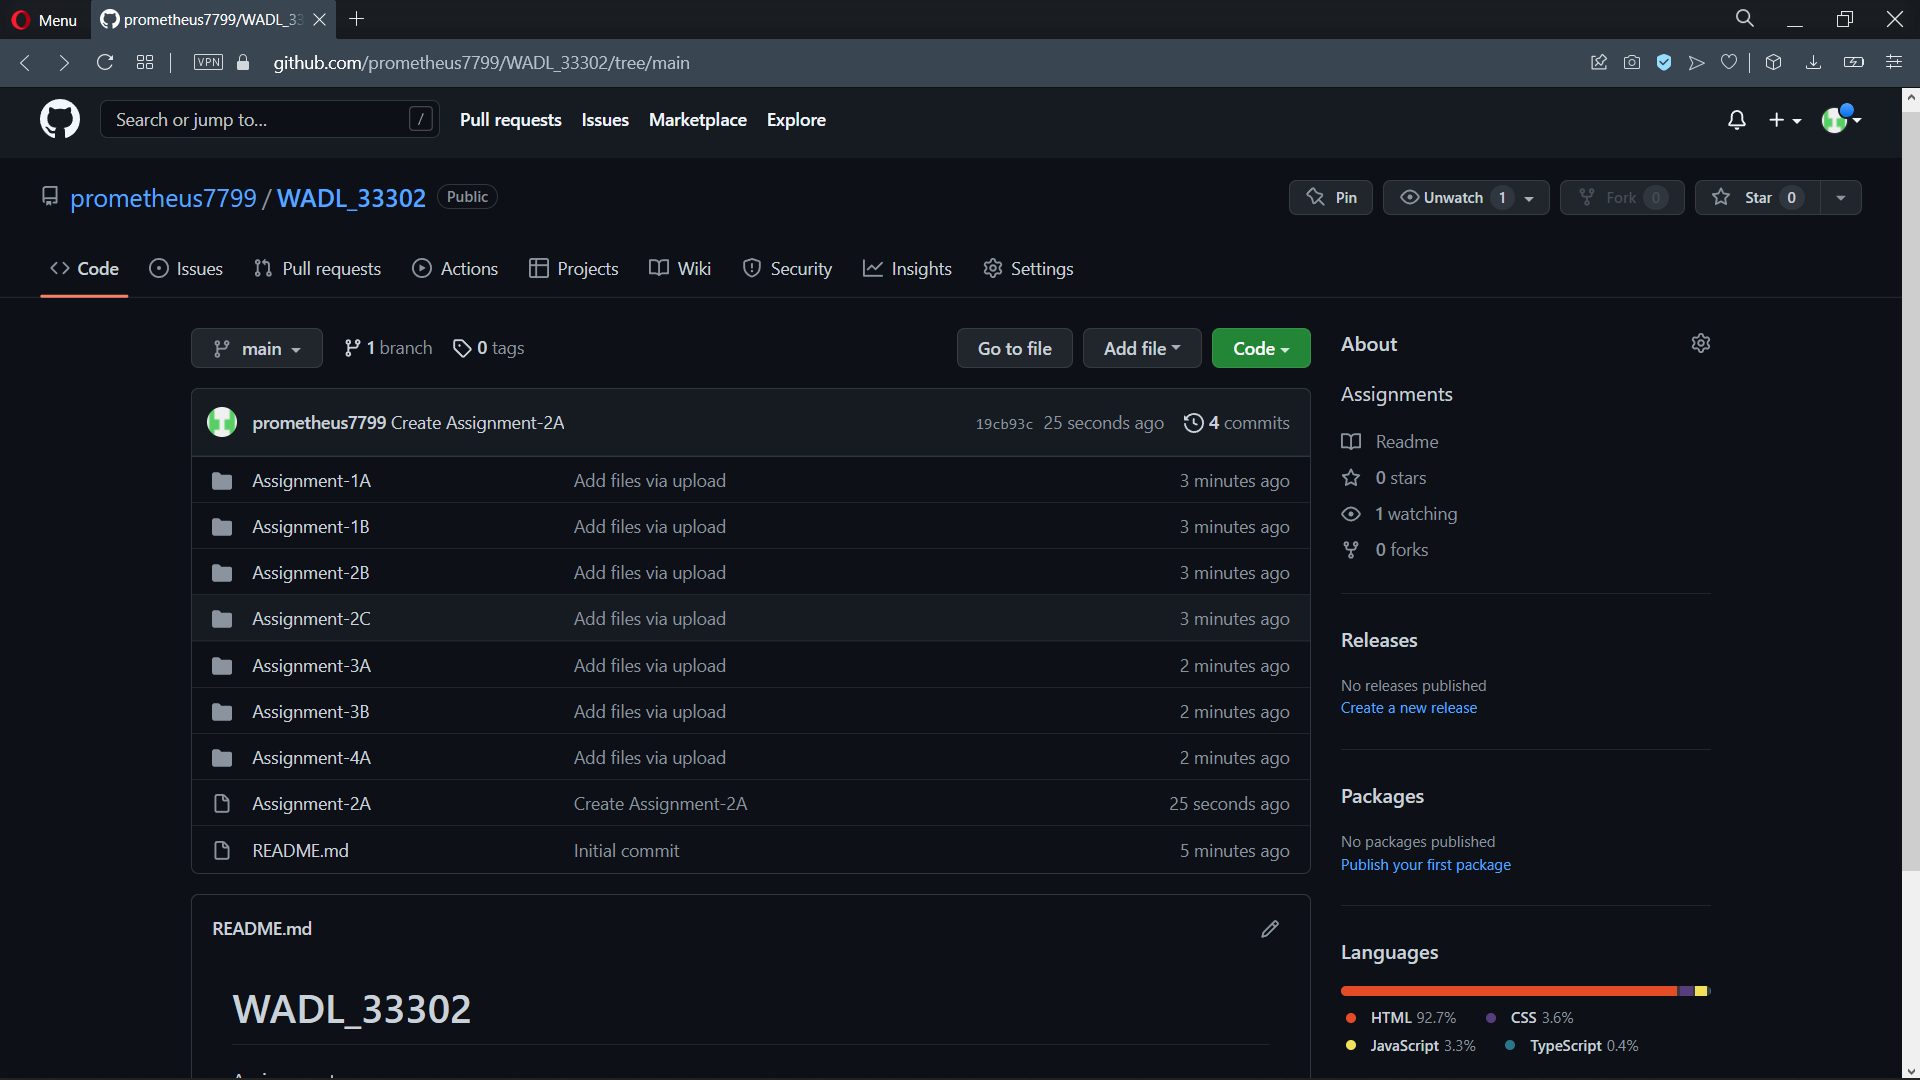 Menu
prometheus7799/WADL_33
VPN github.com/prometheus7799/WADL_33302/tree/main
Search or jump to... /
Pull requests Issues Marketplace Explore
prometheus7799 / WADL_33302 Public
Pin Unwatch 1 Fork 0 Star 0
Code Issues Pull requests Actions Projects Wiki Security Insights Settings
main 1 branch 0 tags Go to file Add file Code
prometheus7799 Create Assignment-2A 19cb93c 25 seconds ago 4 commits
Assignment-1A Add files via upload 3 minutes ago
Assignment-1B Add files via upload 3 minutes ago
Assignment-2B Add files via upload 3 minutes ago
Assignment-2C Add files via upload 3 minutes ago
Assignment-3A Add files via upload 2 minutes ago
Assignment-3B Add files via upload 2 minutes ago
Assignment-4A Add files via upload 2 minutes ago
Assignment-2A Create Assignment-2A 25 seconds ago
README.md Initial commit 5 minutes ago
README.md
WADL_33302
About
Assignments
Readme
0 stars
1 watching
0 forks
Releases
No releases published
Create a new release
Packages
No packages published
Publish your first package
Languages
HTML 92.7% CSS 3.6%
JavaScript 3.3% TypeScript 0.4%